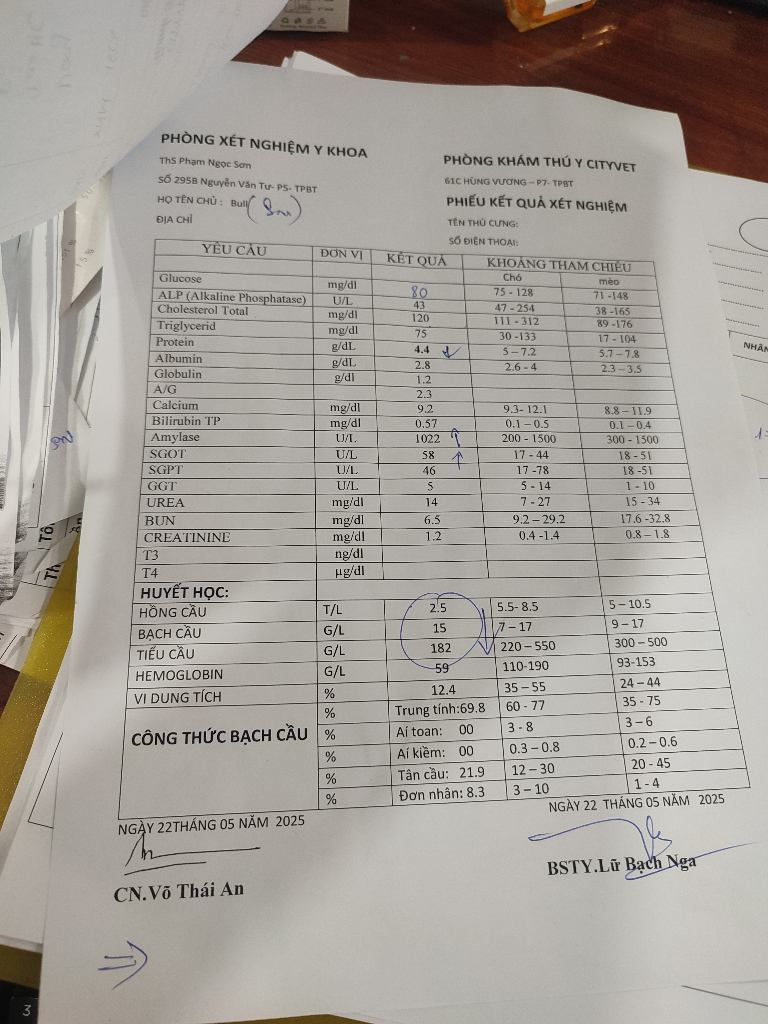 PHÒNG XÉT NGHIỆM Y KHOA
ThS Phạm Ngọc Sơn
SỐ 295B Nguyễn Văn Tư- P5- TPBT
HỌ TÊN CHỦ : Bull
ĐỊA CHỈ
PHÒNG KHÁM THÚ Y CITYVET
61C HÙNG VƯƠNG – P7- TPBT
PHIẾU KẾT QUẢ XÉT NGHIỆM
TÊN THÚ CƯNG:
SỐ ĐIỆN THOẠI:
YÊU CẦU ĐƠN VỊ KẾT QUẢ KHOẢNG THAM CHIẾU
Chó mèo
Glucose mg/dl 80 75 - 128 71 -148
ALP (Alkaline Phosphatase) U/L 43 47 - 254 38 -165
Cholesterol Total mg/dl 120 111 - 312 89 -176
Triglycerid mg/dl 75 30 -133 17 - 104
Protein g/dL 4.4 ↓ 5 – 7.2 5.7 – 7.8
Albumin g/dL 2.8 2.6 - 4 2.3 – 3.5
Globulin g/dl 1.2
A/G 2.3
Calcium mg/dl 9.2 9.3- 12.1 8.8 – 11.9
Bilirubin TP mg/dl 0.57 0.1 – 0.5 0.1 – 0.4
Amylase U/L 1022 ↑ 200 - 1500 300 - 1500
SGOT U/L 58 ↑ 17 - 44 18 - 51
SGPT U/L 46 17 -78 18 -51
GGT U/L 5 5 - 14 1 - 10
UREA mg/dl 14 7 - 27 15 - 34
BUN mg/dl 6.5 9.2 – 29.2 17.6 -32.8
CREATININE mg/dl 1.2 0.4 -1.4 0.8 – 1.8
T3 ng/dl
T4 µg/dl
HUYẾT HỌC:
HỒNG CẦU T/L 2.5 5.5- 8.5 5 – 10.5
BẠCH CẦU G/L 15 7 – 17 9 – 17
TIỂU CẦU G/L 182 ↓ 220 – 550 300 – 500
HEMOGLOBIN G/L 59 110-190 93-153
VI DUNG TÍCH % 12.4 35 – 55 24 – 44
CÔNG THỨC BẠCH CẦU
% Trung tính:69.8 60 - 77 35 - 75
% Aí toan: 00 3 - 8 3 – 6
% Aí kiềm: 00 0.3 – 0.8 0.2 – 0.6
% Tân cầu: 21.9 12 – 30 20 - 45
% Đơn nhân: 8.3 3 – 10 1 - 4
NGÀY 22THÁNG 05 NĂM 2025
NGÀY 22 THÁNG 05 NĂM 2025
CN.Võ Thái An
BSTY.Lữ Bạch Nga
⇒
NHÂN
3